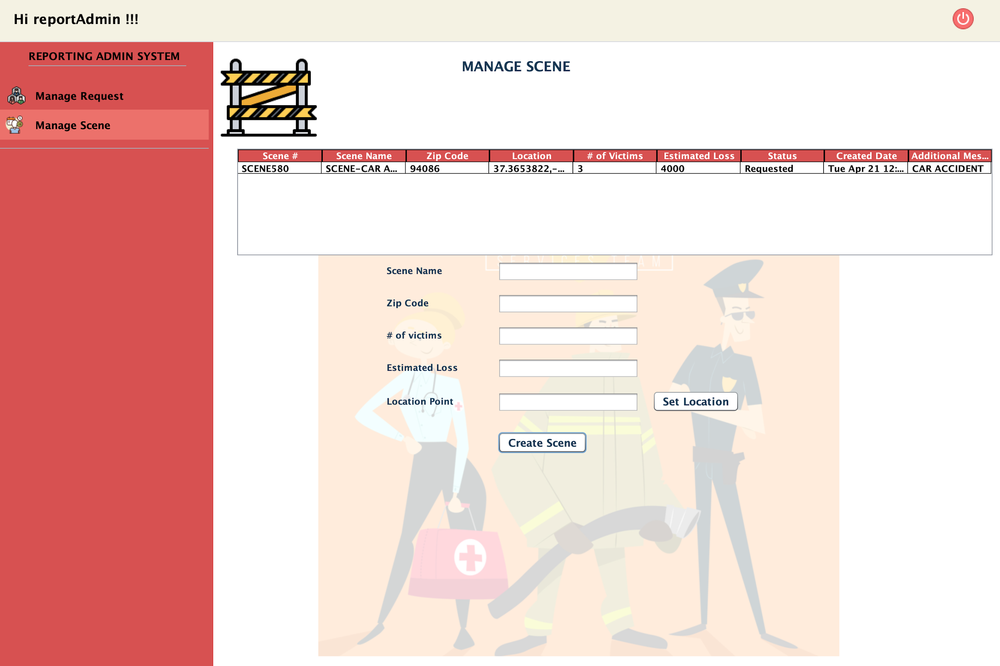 Hi reportAdmin !!!
REPORTING ADMIN SYSTEM
Manage Request
Manage Scene
MANAGE SCENE
Scene # Scene Name Zip Code Location # of Victims Estimated Loss Status Created Date Additional Mes...
SCENE580 SCENE-CAR A... 94086 37.3653822,-... 3 4000 Requested Tue Apr 21 12:... CAR ACCIDENT
SERVICES TEAM
Scene Name
Zip Code
# of victims
Estimated Loss
Location Point Set Location
Create Scene